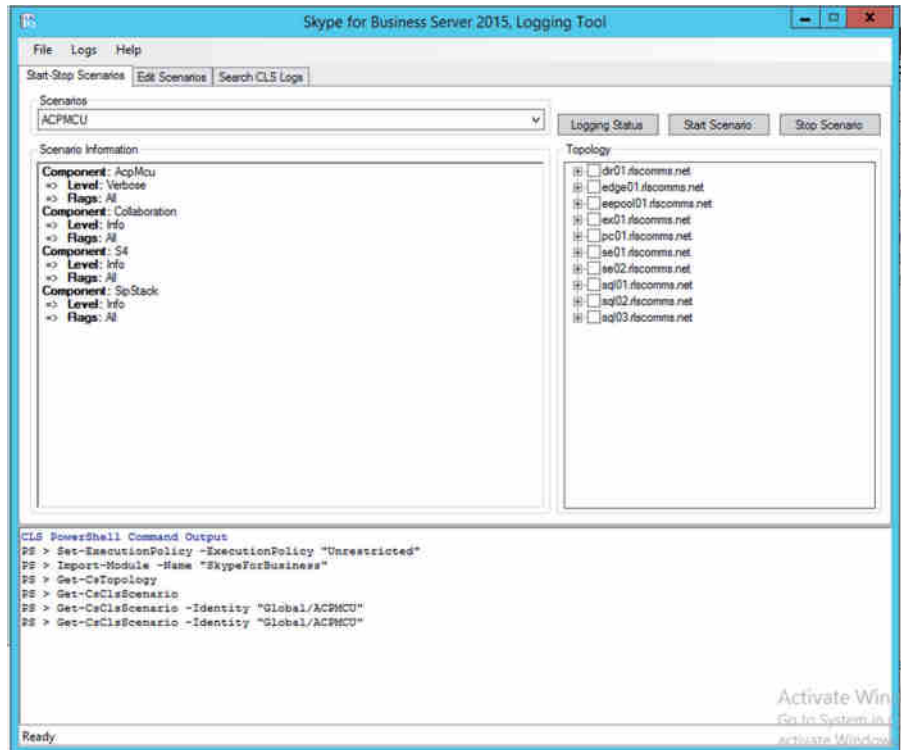 Skype for Business Server 2015, Logging Tool
File Logs Help
Start-Stop Scenarios Edit Scenarios Search CLS Logs
Scenarios
ACPMCU
Logging Status Start Scenario Stop Scenario
Scenario Information
Topology
Component: AcpMcu
=> Level: Verbose
=> Flags: All
Component: Collaboration
=> Level: Info
=> Flags: All
Component: S4
=> Level: Info
=> Flags: All
Component: SipStack
=> Level: Info
=> Flags: All
dir01.rlscomms.net
edge01.rlscomms.net
eepool01.rlscomms.net
ex01.rlscomms.net
pc01.rlscomms.net
se01.rlscomms.net
se02.rlscomms.net
sql01.rlscomms.net
sql02.rlscomms.net
sql03.rlscomms.net
CLS PowerShell Command Output
PS > Set-ExecutionPolicy -ExecutionPolicy "Unrestricted"
PS > Import-Module -Name "SkypeForBusiness"
PS > Get-CsTopology
PS > Get-CsClsScenario
PS > Get-CsClsScenario -Identity "Global/ACPMCU"
PS > Get-CsClsScenario -Identity "Global/ACPMCU"
Activate Win
Go to System in
activate Window
Ready